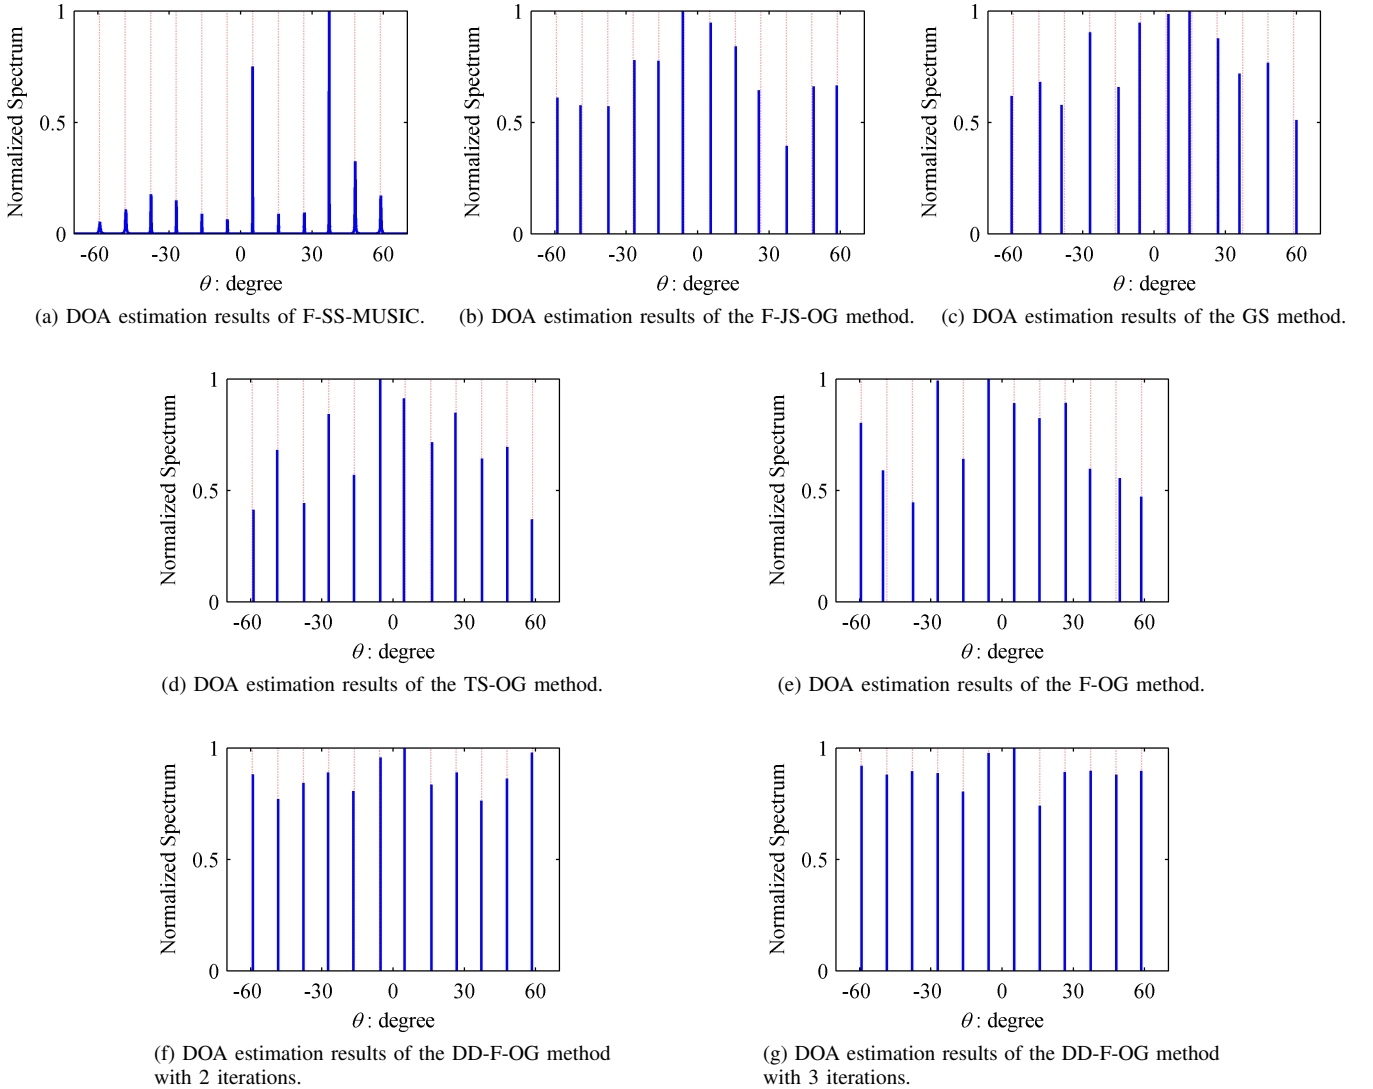 Normalized Spectrum
1
0.5
0
-60 -30 0 30 60
θ : degree
(a) DOA estimation results of F-SS-MUSIC.
Normalized Spectrum
1
0.5
0
-60 -30 0 30 60
θ : degree
(b) DOA estimation results of the F-JS-OG method.
Normalized Spectrum
1
0.5
0
-60 -30 0 30 60
θ : degree
(c) DOA estimation results of the GS method.
Normalized Spectrum
1
0.5
0
-60 -30 0 30 60
θ : degree
(d) DOA estimation results of the TS-OG method.
Normalized Spectrum
1
0.5
0
-60 -30 0 30 60
θ : degree
(e) DOA estimation results of the F-OG method.
Normalized Spectrum
1
0.5
0
-60 -30 0 30 60
θ : degree
(f) DOA estimation results of the DD-F-OG method
with 2 iterations.
Normalized Spectrum
1
0.5
0
-60 -30 0 30 60
θ : degree
(g) DOA estimation results of the DD-F-OG method
with 3 iterations.